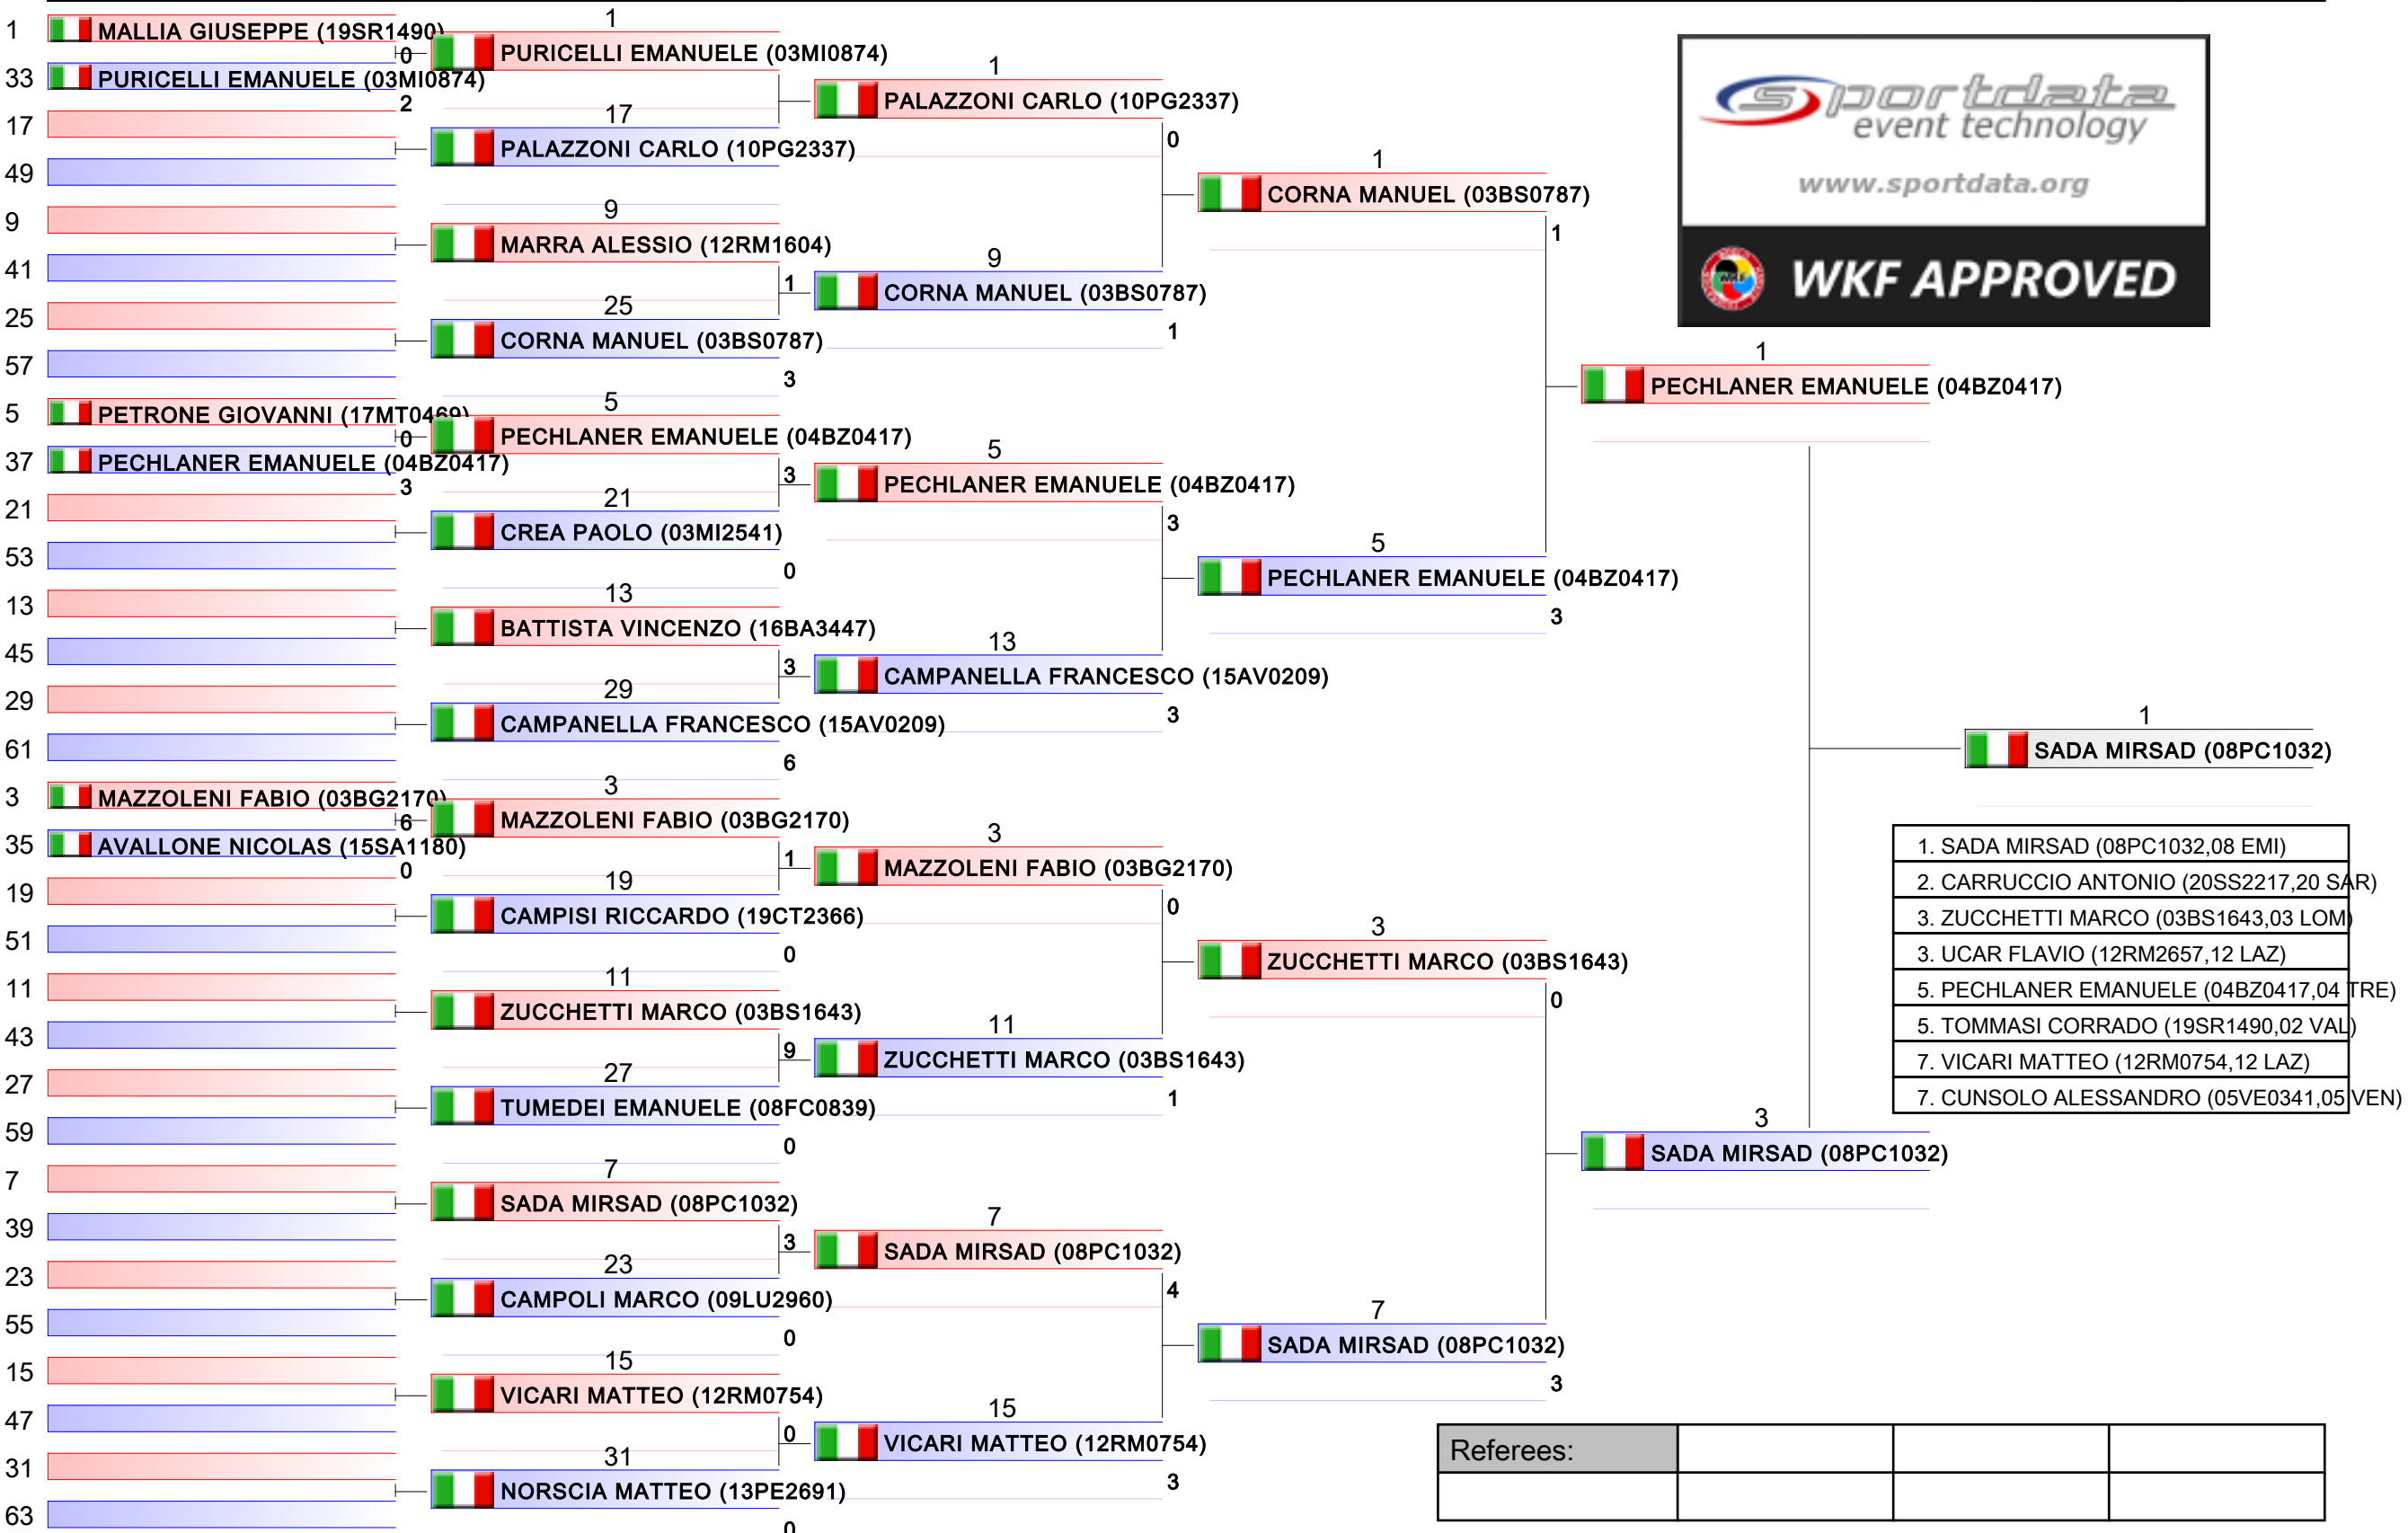 1 MALLIA GIUSEPPE (19SR1490)
0
33 PURICELLI EMANUELE (03MI0874)
2
17
49
9
41
25
57
5 PETRONE GIOVANNI (17MT0469)
0
37 PECHLANER EMANUELE (04BZ0417)
3
21
53
13
45
29
61
3 MAZZOLENI FABIO (03BG2170)
6
35 AVALLONE NICOLAS (15SA1180)
0
19
51
11
43
27
59
7
39
23
55
15
47
31
63
1
PURICELLI EMANUELE (03MI0874)
17
PALAZZONI CARLO (10PG2337)
9
MARRA ALESSIO (12RM1604)
1
25
CORNA MANUEL (03BS0787)
3
5
PECHLANER EMANUELE (04BZ0417)
3
21
CREA PAOLO (03MI2541)
0
13
BATTISTA VINCENZO (16BA3447)
3
29
CAMPANELLA FRANCESCO (15AV0209)
6
3
MAZZOLENI FABIO (03BG2170)
1
19
CAMPISI RICCARDO (19CT2366)
0
11
ZUCCHETTI MARCO (03BS1643)
9
27
TUMEDEI EMANUELE (08FC0839)
0
7
SADA MIRSAD (08PC1032)
3
23
CAMPOLI MARCO (09LU2960)
0
15
VICARI MATTEO (12RM0754)
0
31
NORSCIA MATTEO (13PE2691)
0
1
PALAZZONI CARLO (10PG2337)
0
9
CORNA MANUEL (03BS0787)
1
5
PECHLANER EMANUELE (04BZ0417)
3
13
CAMPANELLA FRANCESCO (15AV0209)
3
3
MAZZOLENI FABIO (03BG2170)
0
11
ZUCCHETTI MARCO (03BS1643)
1
7
SADA MIRSAD (08PC1032)
4
15
VICARI MATTEO (12RM0754)
3
1
CORNA MANUEL (03BS0787)
1
5
PECHLANER EMANUELE (04BZ0417)
3
3
ZUCCHETTI MARCO (03BS1643)
0
7
SADA MIRSAD (08PC1032)
3
1
PECHLANER EMANUELE (04BZ0417)
3
SADA MIRSAD (08PC1032)
1
SADA MIRSAD (08PC1032)
sportdata
event technology
www.sportdata.org
WKF
WKF APPROVED
1. SADA MIRSAD (08PC1032,08 EMI)
2. CARRUCCIO ANTONIO (20SS2217,20 SAR)
3. ZUCCHETTI MARCO (03BS1643,03 LOM)
3. UCAR FLAVIO (12RM2657,12 LAZ)
5. PECHLANER EMANUELE (04BZ0417,04 TRE)
5. TOMMASI CORRADO (19SR1490,02 VAL)
7. VICARI MATTEO (12RM0754,12 LAZ)
7. CUNSOLO ALESSANDRO (05VE0341,05 VEN)
Referees: